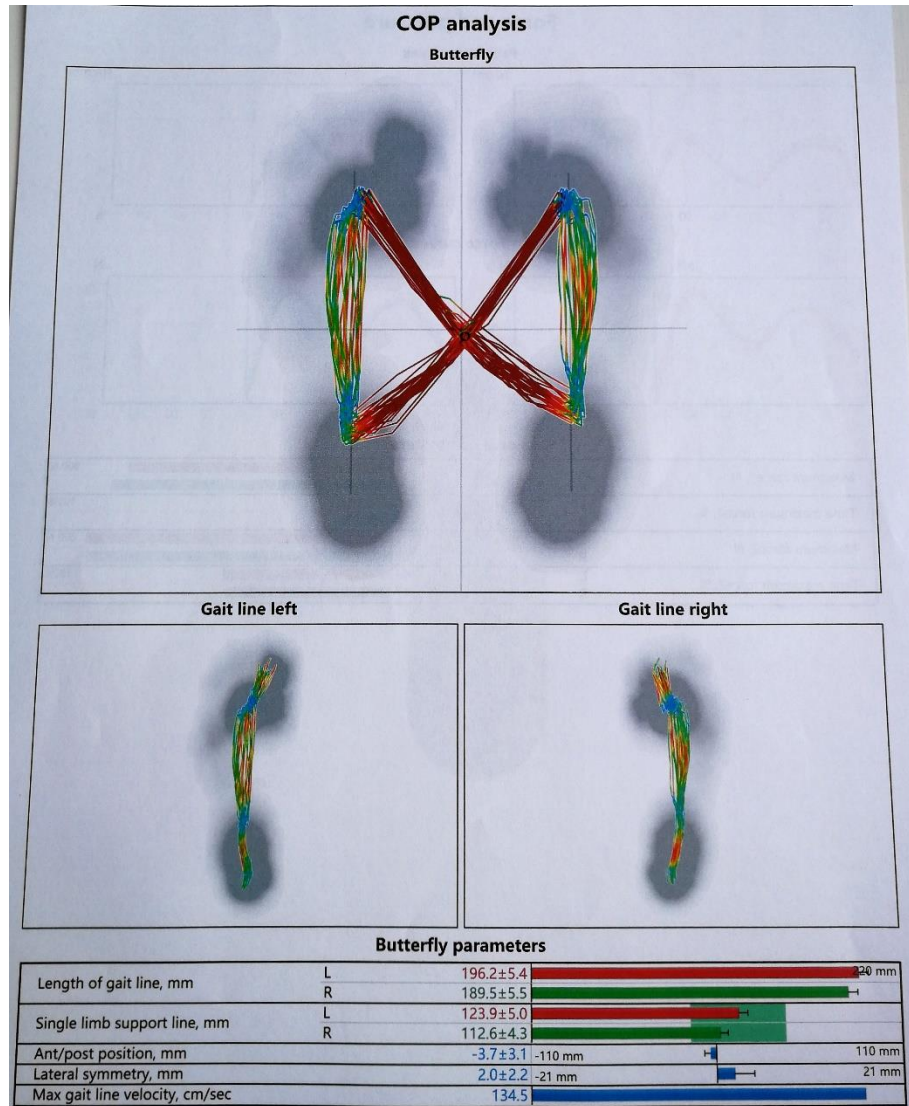 COP analysis
Butterfly
Gait line left
Gait line right
Butterfly parameters
Length of gait line, mm L 196.2±5.4 220 mm
R 189.5±5.5
Single limb support line, mm L 123.9±5.0
R 112.6±4.3
Ant/post position, mm -3.7±3.1 -110 mm 110 mm
Lateral symmetry, mm 2.0±2.2 -21 mm 21 mm
Max gait line velocity, cm/sec 134.5